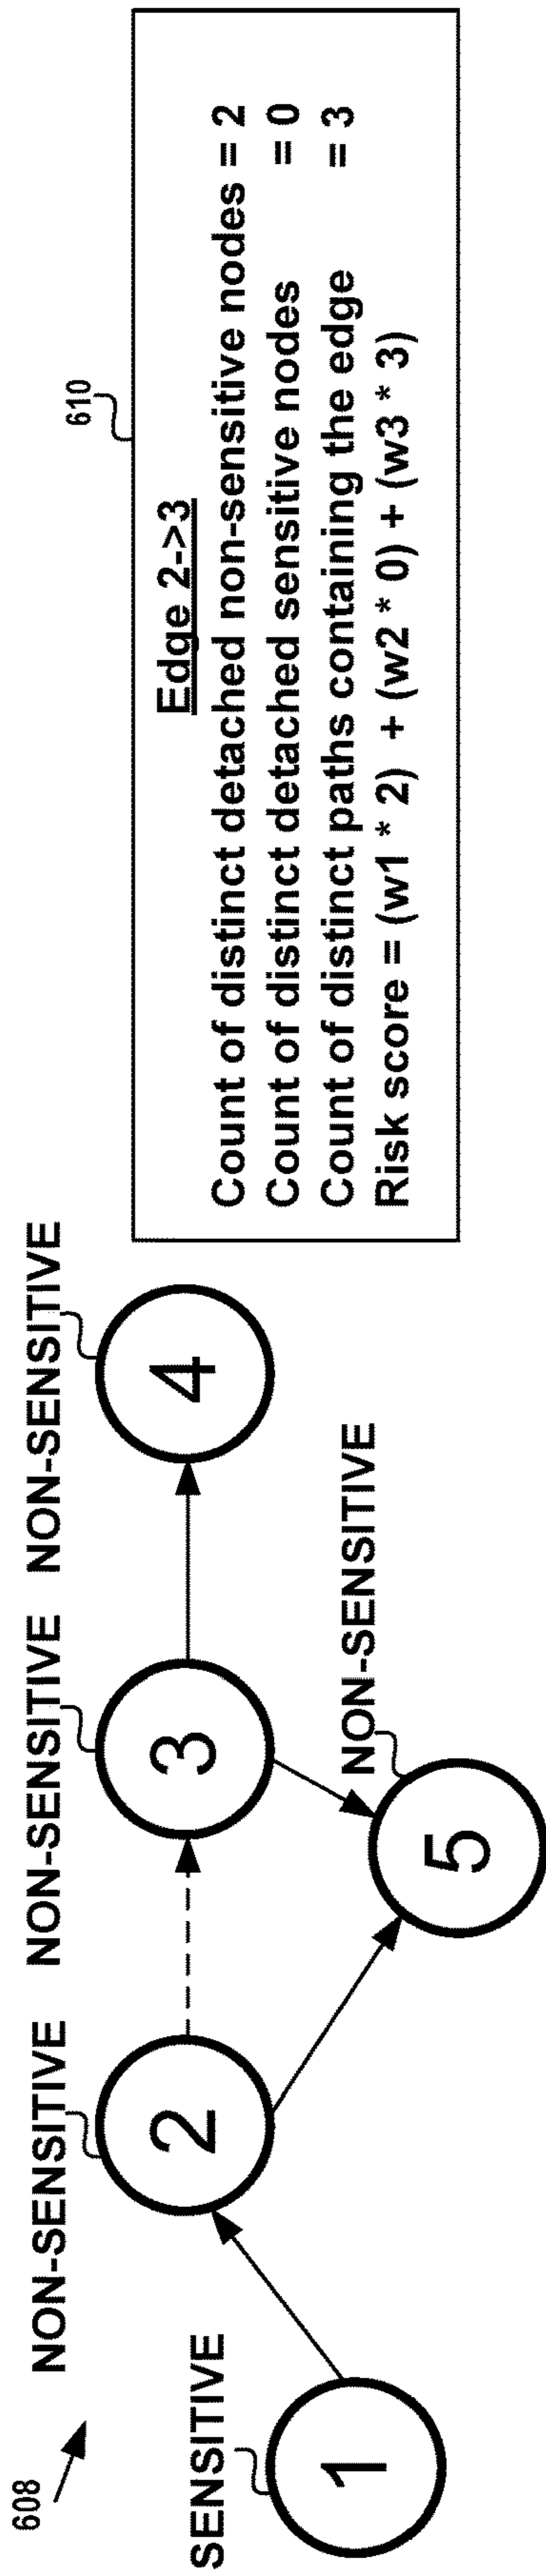 608
SENSITIVE
1
NON-SENSITIVE
2
NON-SENSITIVE
3
NON-SENSITIVE
4
NON-SENSITIVE
5
610
Edge 2->3
Count of distinct detached non-sensitive nodes = 2
Count of distinct detached sensitive nodes = 0
Count of distinct paths containing the edge = 3
Risk score = (w1 * 2) + (w2 * 0) + (w3 * 3)